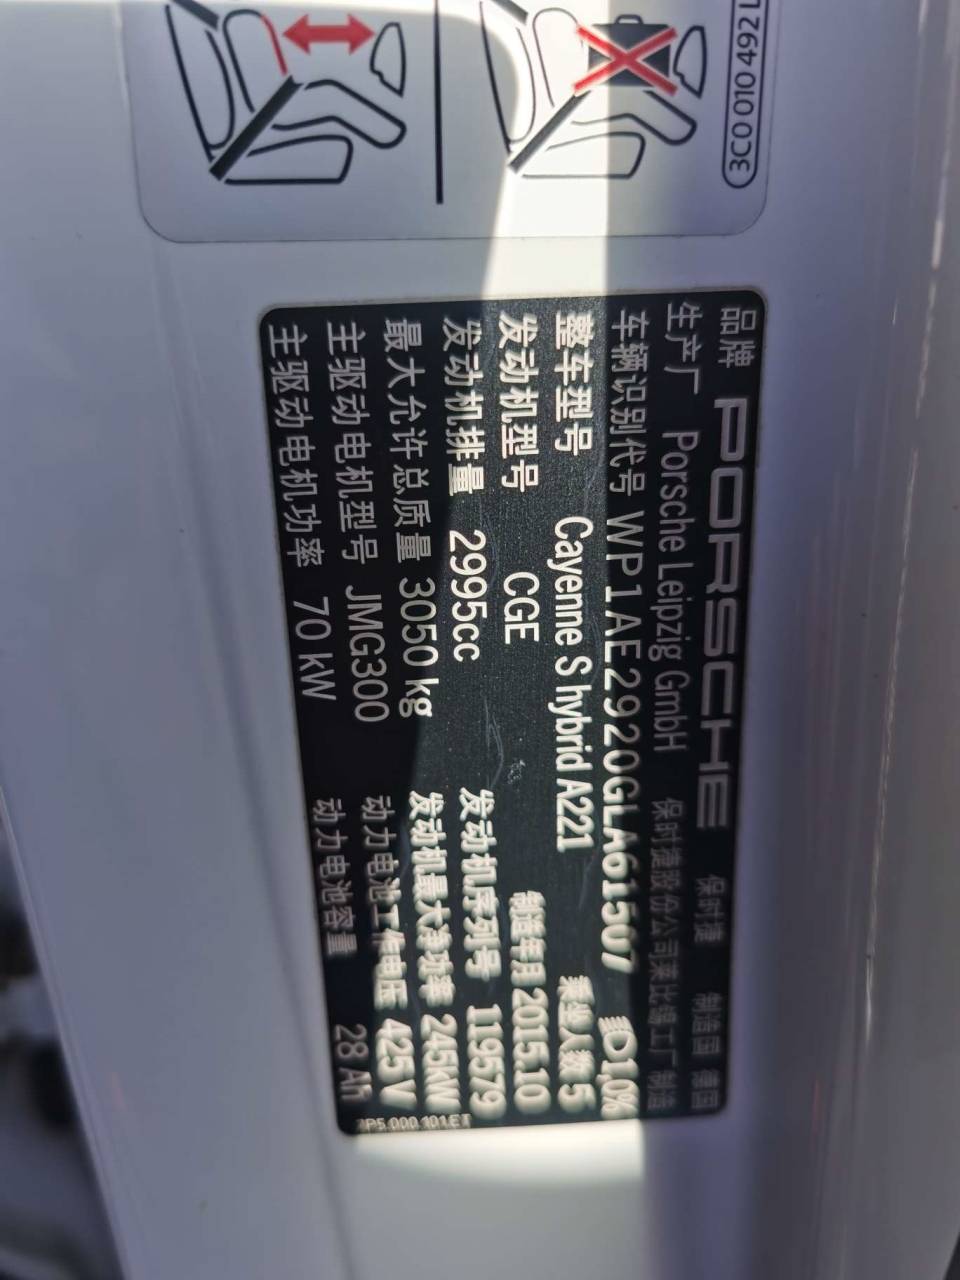 3C0 010 492
品牌 PORSCHE 保时捷 制造国 德国
生产厂 Porsche Leipzig GmbH 保时捷股份公司莱比锡工厂 制造
车辆识别代号 WP1AE2920GLA61507 1,0%
整车型号 Cayenne S hybrid A221 乘坐人数 5
发动机型号 CGE 制造年月 2015.10
发动机排量 2995cc 发动机序列号 119579
最大允许总质量 3050 kg 发动机最大净功率 245kW
主驱动电机型号 JMG300 动力电池工作电压 425 V
主驱动电机功率 70 kW 动力电池容量 28 Ah
7P5.000.101.ET